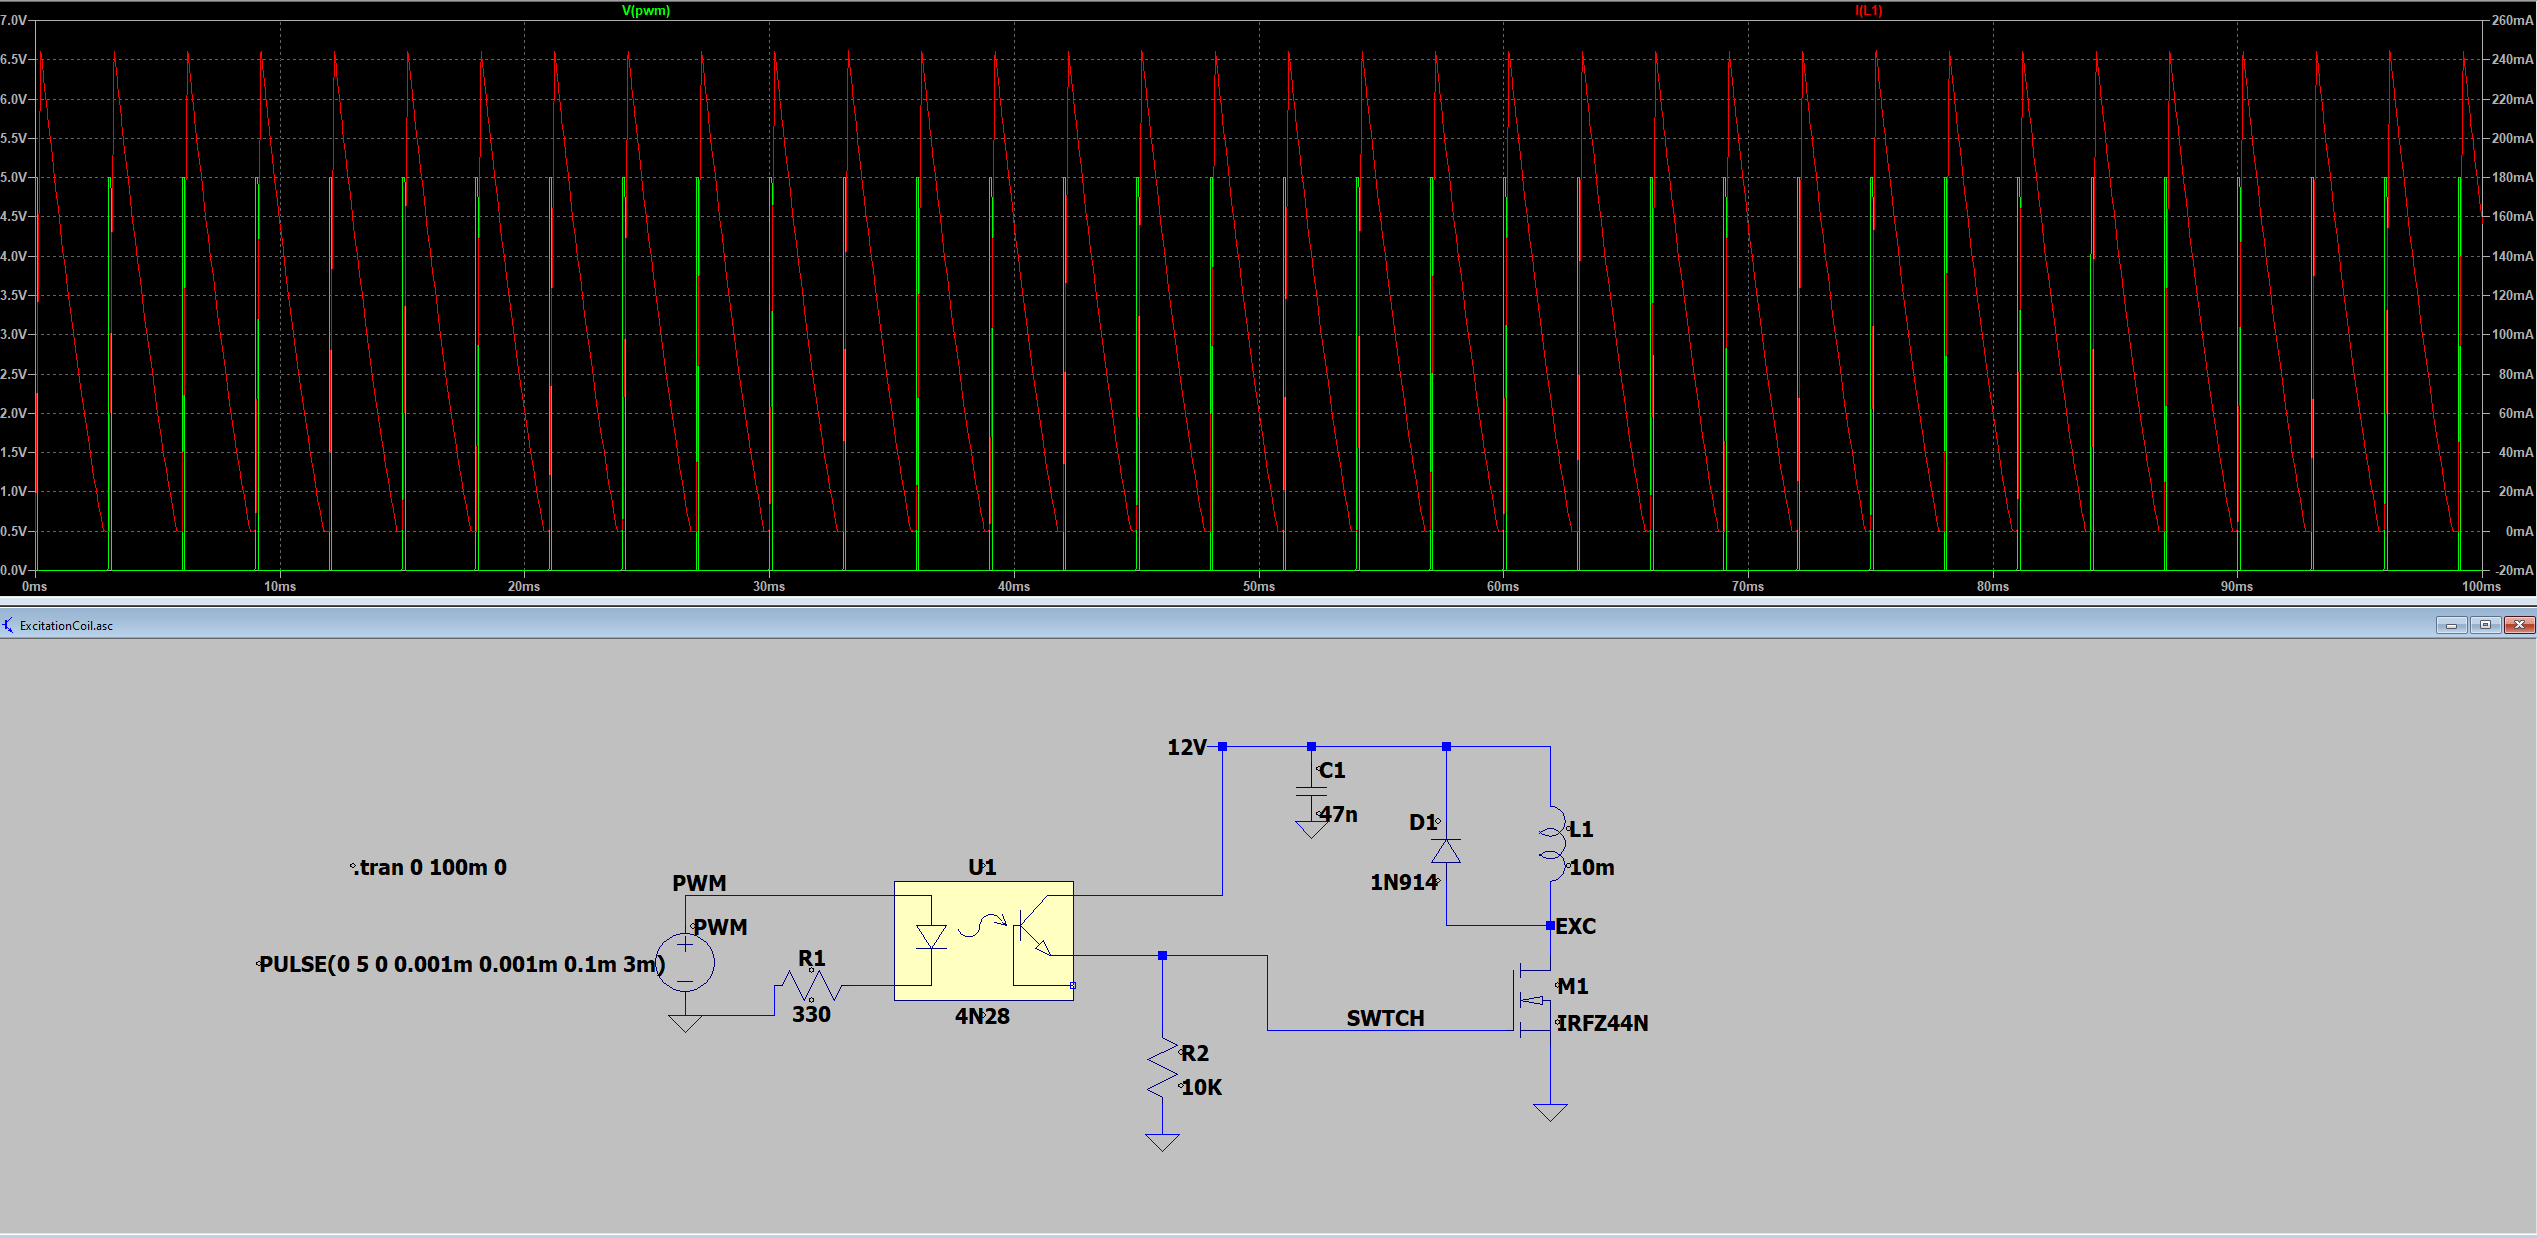 V(pwm) I(L1)
7.0V 260mA
6.5V 240mA
6.0V 220mA
5.5V 200mA
5.0V 180mA
4.5V 160mA
4.0V 140mA
3.5V 120mA
3.0V 100mA
2.5V 80mA
2.0V 60mA
1.5V 40mA
1.0V 20mA
0.5V 0mA
0.0V -20mA
0ms 10ms 20ms 30ms 40ms 50ms 60ms 70ms 80ms 90ms 100ms
ExcitationCoil.asc
12V
C1
47n
D1
L1
.tran 0 100m 0
U1
10m
PWM
1N914
PWM
EXC
PULSE(0 5 0 0.001m 0.001m 0.1m 3m)
R1
M1
330
4N28
SWTCH
IRFZ44N
R2
10K